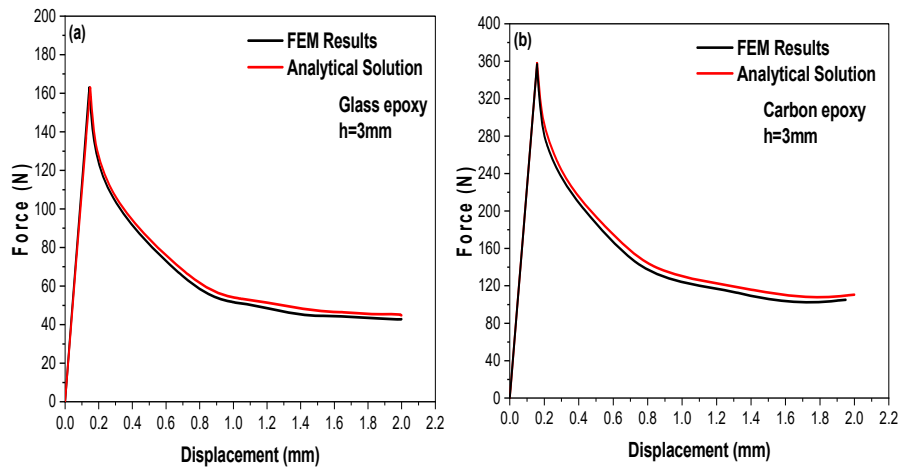 (a)
FEM Results
Analytical Solution
Glass epoxy
h=3mm
200
180
160
140
120
100
80
60
40
20
0
Force (N)
0.0 0.2 0.4 0.6 0.8 1.0 1.2 1.4 1.6 1.8 2.0 2.2
Displacement (mm)
(b)
FEM Results
Analytical Solution
Carbon epoxy
h=3mm
400
360
320
280
240
200
160
120
80
40
0
Force (N)
0.0 0.2 0.4 0.6 0.8 1.0 1.2 1.4 1.6 1.8 2.0 2.2
Displacement (mm)